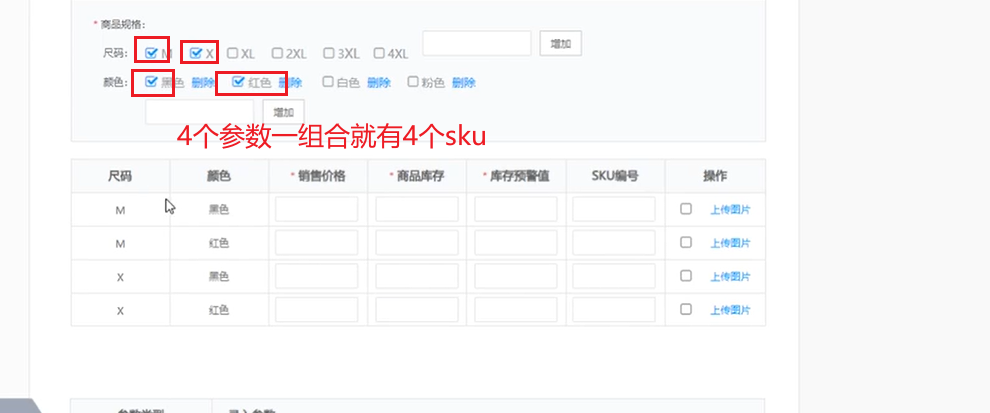 * 商品规格:
尺码: M X XL 2XL 3XL 4XL 增加
颜色: 黑色 删除 红色 删除 白色 删除 粉色 删除
增加
4个参数一组合就有4个sku
尺码 颜色 * 销售价格 * 商品库存 * 库存预警值 SKU编号 操作
M 黑色 上传图片
M 红色 上传图片
X 黑色 上传图片
X 红色 上传图片